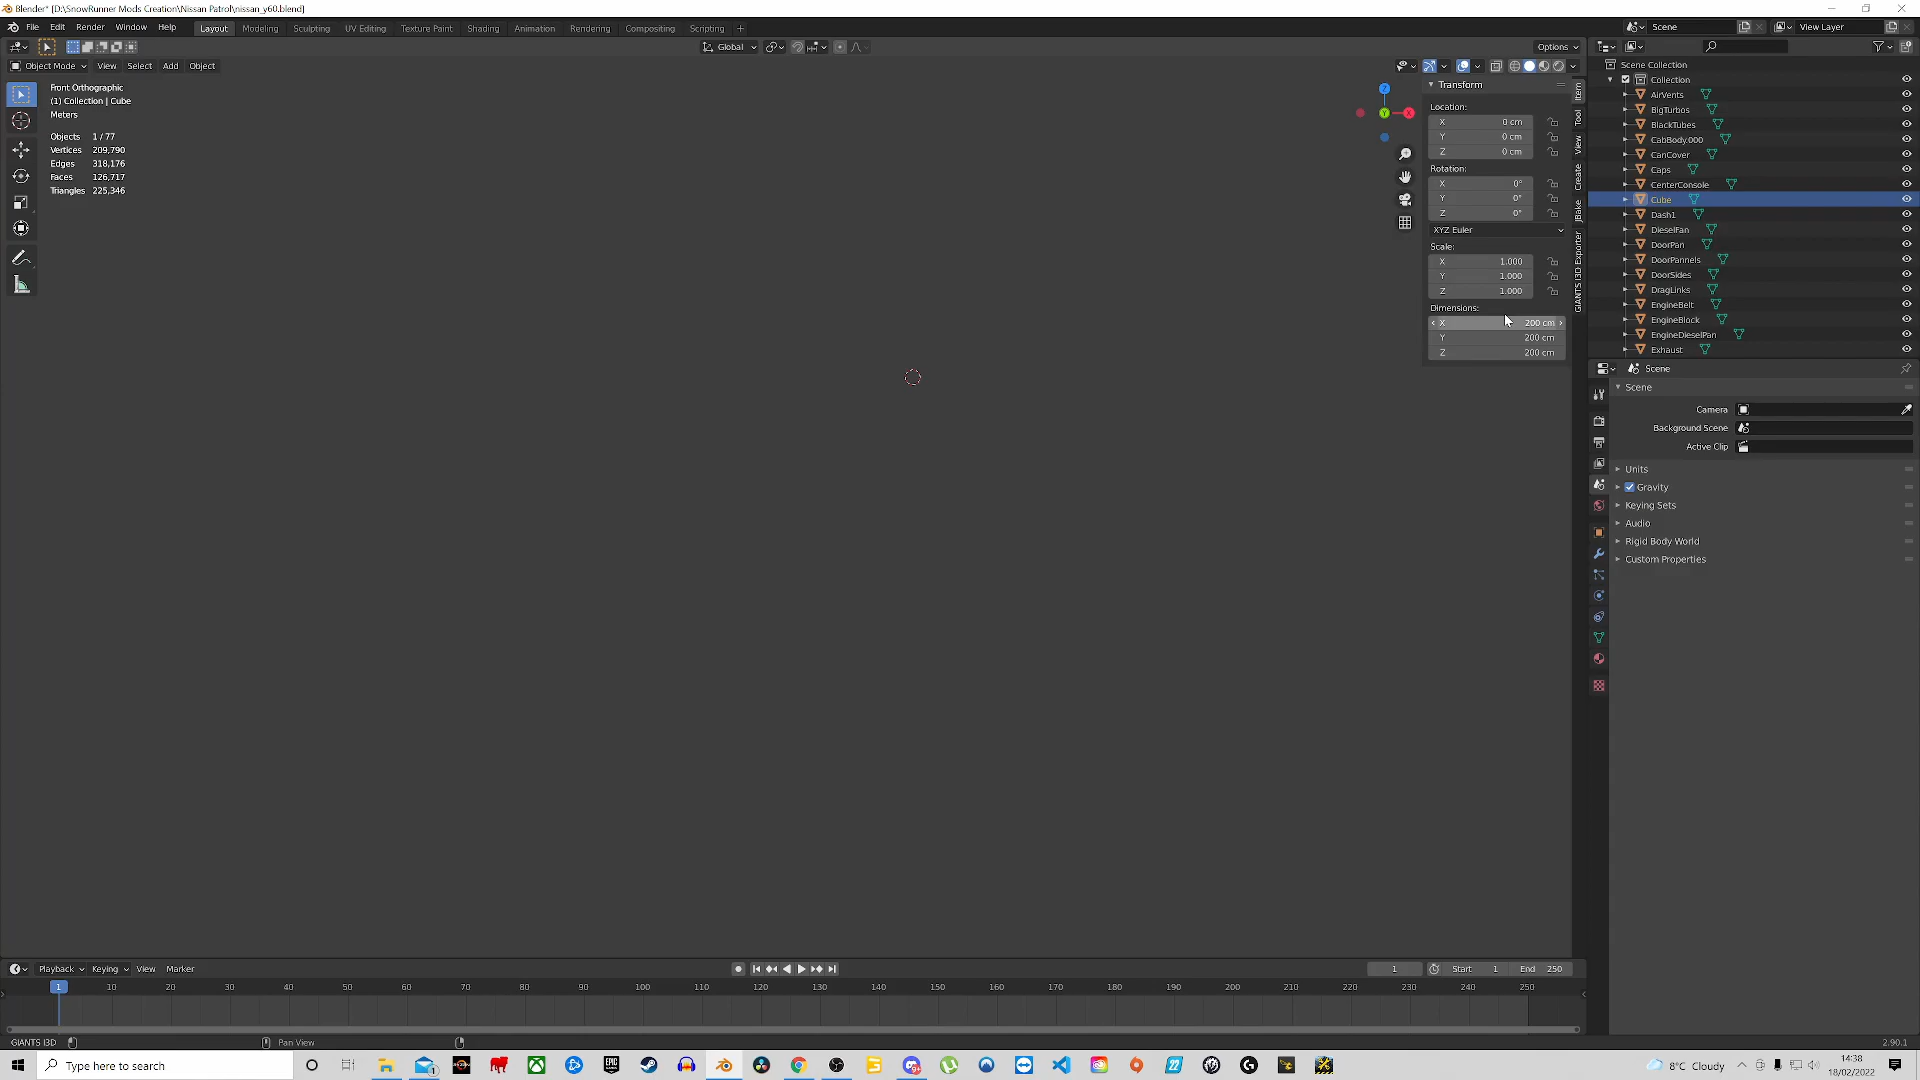 Blender* [D:\SnowRunner Mods Creation\Nissan Patrol\nissan_y60.blend]
File Edit Render Window Help Layout Modeling Sculpting UV Editing Texture Paint Shading Animation Rendering Compositing Scripting +
Scene
View Layer
Global
Options
Object Mode View Select Add Object
Front Orthographic
(1) Collection | Cube
Meters
Objects 1 / 77
Vertices 209,790
Edges 318,176
Faces 126,717
Triangles 225,346
Z
Y
X
Transform
Location:
X 0 cm
Y 0 cm
Z 0 cm
Rotation:
X 0°
Y 0°
Z 0°
XYZ Euler
Scale:
X 1.000
Y 1.000
Z 1.000
Dimensions:
X 200 cm
Y 200 cm
Z 200 cm
Item
Tool
View
Create
JBake
GIANTS I3D Exporter
Scene Collection
Collection
AirVents
BigTurbos
BlackTubes
CabBody.000
CanCover
Caps
CenterConsole
Cube
Dash1
DieselFan
DoorPan
DoorPannels
DoorSides
DragLinks
EngineBelt
EngineBlock
EngineDieselPan
Exhaust
Scene
Scene
Camera
Background Scene
Active Clip
Units
Gravity
Keying Sets
Audio
Rigid Body World
Custom Properties
Playback Keying View Marker
1 Start 1 End 250
1 10 20 30 40 50 60 70 80 90 100 110 120 130 140 150 160 170 180 190 200 210 220 230 240 250
GIANTS I3D Pan View 2.90.1
Type here to search
8°C Cloudy
14:38
18/02/2022